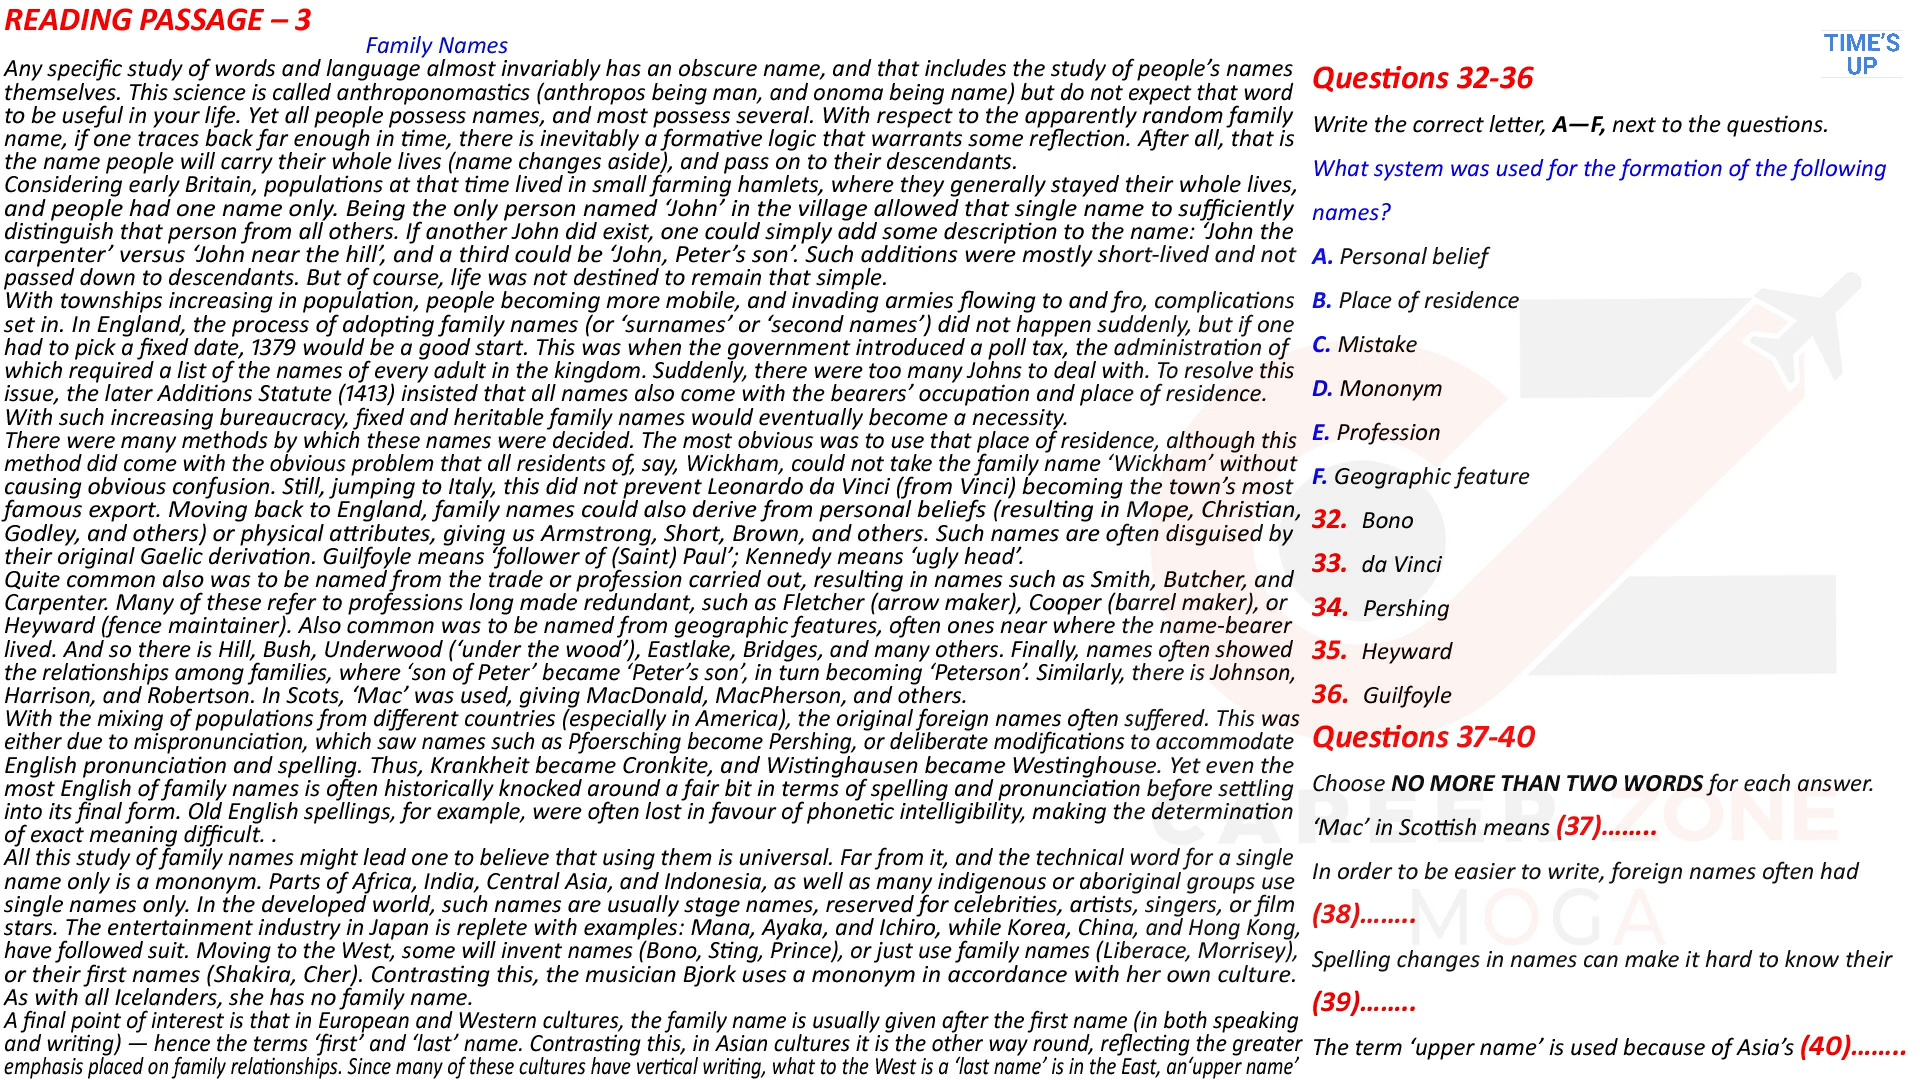 READING PASSAGE – 3
Family Names
Any specific study of words and language almost invariably has an obscure name, and that includes the study of people's names
themselves. This science is called anthroponomastics (anthropos being man, and onoma being name) but do not expect that word
to be useful in your life. Yet all people possess names, and most possess several. With respect to the apparently random family
name, if one traces back far enough in time, there is inevitably a formative logic that warrants some reflection. After all, that is
the name people will carry their whole lives (name changes aside), and pass on to their descendants.
Considering early Britain, populations at that time lived in small farming hamlets, where they generally stayed their whole lives,
and people had one name only. Being the only person named 'John' in the village allowed that single name to sufficiently
distinguish that person from all others. If another John did exist, one could simply add some description to the name: 'John the
carpenter' versus 'John near the hill', and a third could be 'John, Peter's son'. Such additions were mostly short-lived and not
passed down to descendants. But of course, life was not destined to remain that simple.
With townships increasing in population, people becoming more mobile, and invading armies flowing to and fro, complications
set in. In England, the process of adopting family names (or 'surnames' or 'second names') did not happen suddenly, but if one
had to pick a fixed date, 1379 would be a good start. This was when the government introduced a poll tax, the administration of
which required a list of the names of every adult in the kingdom. Suddenly, there were too many Johns to deal with. To resolve this
issue, the later Additions Statute (1413) insisted that all names also come with the bearers' occupation and place of residence.
With such increasing bureaucracy, fixed and heritable family names would eventually become a necessity.
There were many methods by which these names were decided. The most obvious was to use that place of residence, although this
method did come with the obvious problem that all residents of, say, Wickham, could not take the family name 'Wickham' without
causing obvious confusion. Still, jumping to Italy, this did not prevent Leonardo da Vinci (from Vinci) becoming the town's most
famous export. Moving back to England, family names could also derive from personal beliefs (resulting in Mope, Christian,
Godley, and others) or physical attributes, giving us Armstrong, Short, Brown, and others. Such names are often disguised by
their original Gaelic derivation. Guilfoyle means 'follower of (Saint) Paul'; Kennedy means 'ugly head'.
Quite common also was to be named from the trade or profession carried out, resulting in names such as Smith, Butcher, and
Carpenter. Many of these refer to professions long made redundant, such as Fletcher (arrow maker), Cooper (barrel maker), or
Heyward (fence maintainer). Also common was to be named from geographic features, often ones near where the name-bearer
lived. And so there is Hill, Bush, Underwood ('under the wood'), Eastlake, Bridges, and many others. Finally, names often showed
the relationships among families, where 'son of Peter' became 'Peter's son', in turn becoming 'Peterson'. Similarly, there is Johnson,
Harrison, and Robertson. In Scots, 'Mac' was used, giving MacDonald, MacPherson, and others.
With the mixing of populations from different countries (especially in America), the original foreign names often suffered. This was
either due to mispronunciation, which saw names such as Pfoersching become Pershing, or deliberate modifications to accommodate
English pronunciation and spelling. Thus, Krankheit became Cronkite, and Wistinghausen became Westinghouse. Yet even the
most English of family names is often historically knocked around a fair bit in terms of spelling and pronunciation before settling
into its final form. Old English spellings, for example, were often lost in favour of phonetic intelligibility, making the determination
of exact meaning difficult. .
All this study of family names might lead one to believe that using them is universal. Far from it, and the technical word for a single
name only is a mononym. Parts of Africa, India, Central Asia, and Indonesia, as well as many indigenous or aboriginal groups use
single names only. In the developed world, such names are usually stage names, reserved for celebrities, artists, singers, or film
stars. The entertainment industry in Japan is replete with examples: Mana, Ayaka, and Ichiro, while Korea, China, and Hong Kong,
have followed suit. Moving to the West, some will invent names (Bono, Sting, Prince), or just use family names (Liberace, Morrisey),
or their first names (Shakira, Cher). Contrasting this, the musician Bjork uses a mononym in accordance with her own culture.
As with all Icelanders, she has no family name.
A final point of interest is that in European and Western cultures, the family name is usually given after the first name (in both speaking
and writing) — hence the terms 'first' and 'last' name. Contrasting this, in Asian cultures it is the other way round, reflecting the greater
emphasis placed on family relationships. Since many of these cultures have vertical writing, what to the West is a 'last name' is in the East, an'upper name'
TIME'S
UP
Questions 32-36
Write the correct letter, A—F, next to the questions.
What system was used for the formation of the following
names?
A. Personal belief
B. Place of residence
C. Mistake
D. Mononym
E. Profession
F. Geographic feature
32. Bono
33. da Vinci
34. Pershing
35. Heyward
36. Guilfoyle
Questions 37-40
Choose NO MORE THAN TWO WORDS for each answer.
'Mac' in Scottish means (37)........
In order to be easier to write, foreign names often had
(38)........
Spelling changes in names can make it hard to know their
(39)........
The term 'upper name' is used because of Asia's (40)........
CZ
CAREER ZONE
MOGA